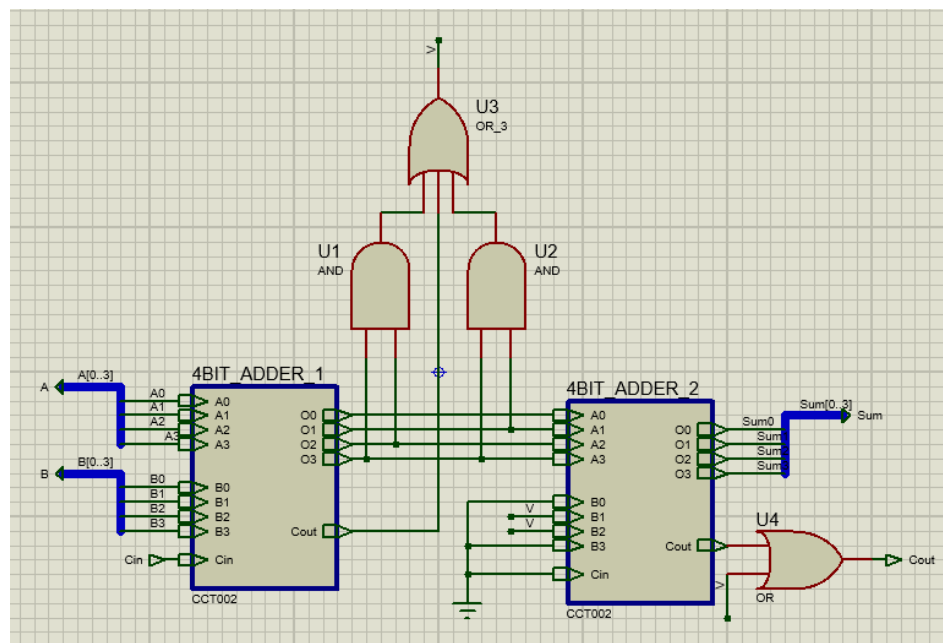 V
U3
OR_3
U1
AND
U2
AND
4BIT_ADDER_1
A
A[0..3]
A0
A1
A2
A3
A0
A1
A2
A3
B
B[0..3]
B0
B1
B2
B3
B0
B1
B2
B3
Cin
Cin
O0
O1
O2
O3
Cout
CCT002
4BIT_ADDER_2
A0
A1
A2
A3
V
V
B0
B1
B2
B3
Cin
O0
O1
O2
O3
Cout
CCT002
Sum[0..3]
Sum
Sum0
Sum
Sum
Sum
U4
V
OR
Cout